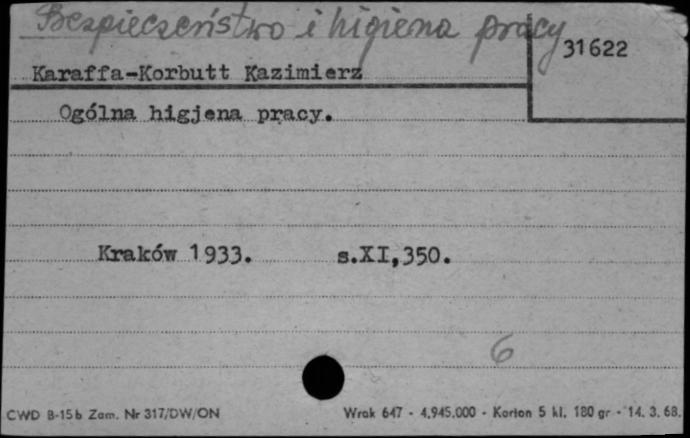 Bezpieczeństwo i higiena pracy
31622
Karaffa-Korbutt Kazimierz
Ogólna higjena pracy.
Kraków 1933. s.XI,350.
6
CWD B-15b Zam. Nr 317/DW/ON Wrak 647 - 4.945.000 - Karton 5 kl. 180 gr - 14. 3. 68.